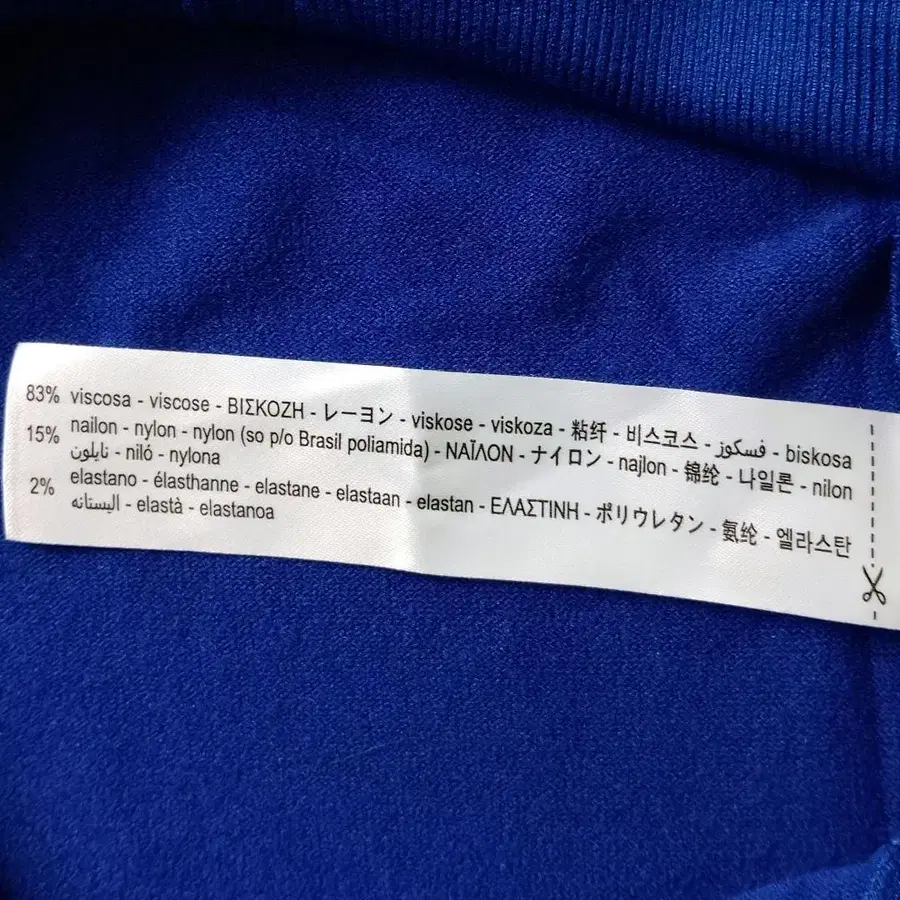 83% viscosa - viscose - ΒΙΣΚΟΖΗ - レーヨン - viskose - viskoza - 粘纤 - 비스코스 - فسكوز - biskosa
15% nailon - nylon - nylon (so p/o Brasil poliamida) - ΝΑΪΛΟΝ - ナイロン - najlon - 锦纶 - 나일론 - nilon
نايلون - niló - nylona
2% elastano - élasthanne - elastane - elastaan - elastan - ΕΛΑΣΤΙΝΗ - ポリウレタン - 氨纶 - 엘라스탄
اليستانه - elastà - elastanoa